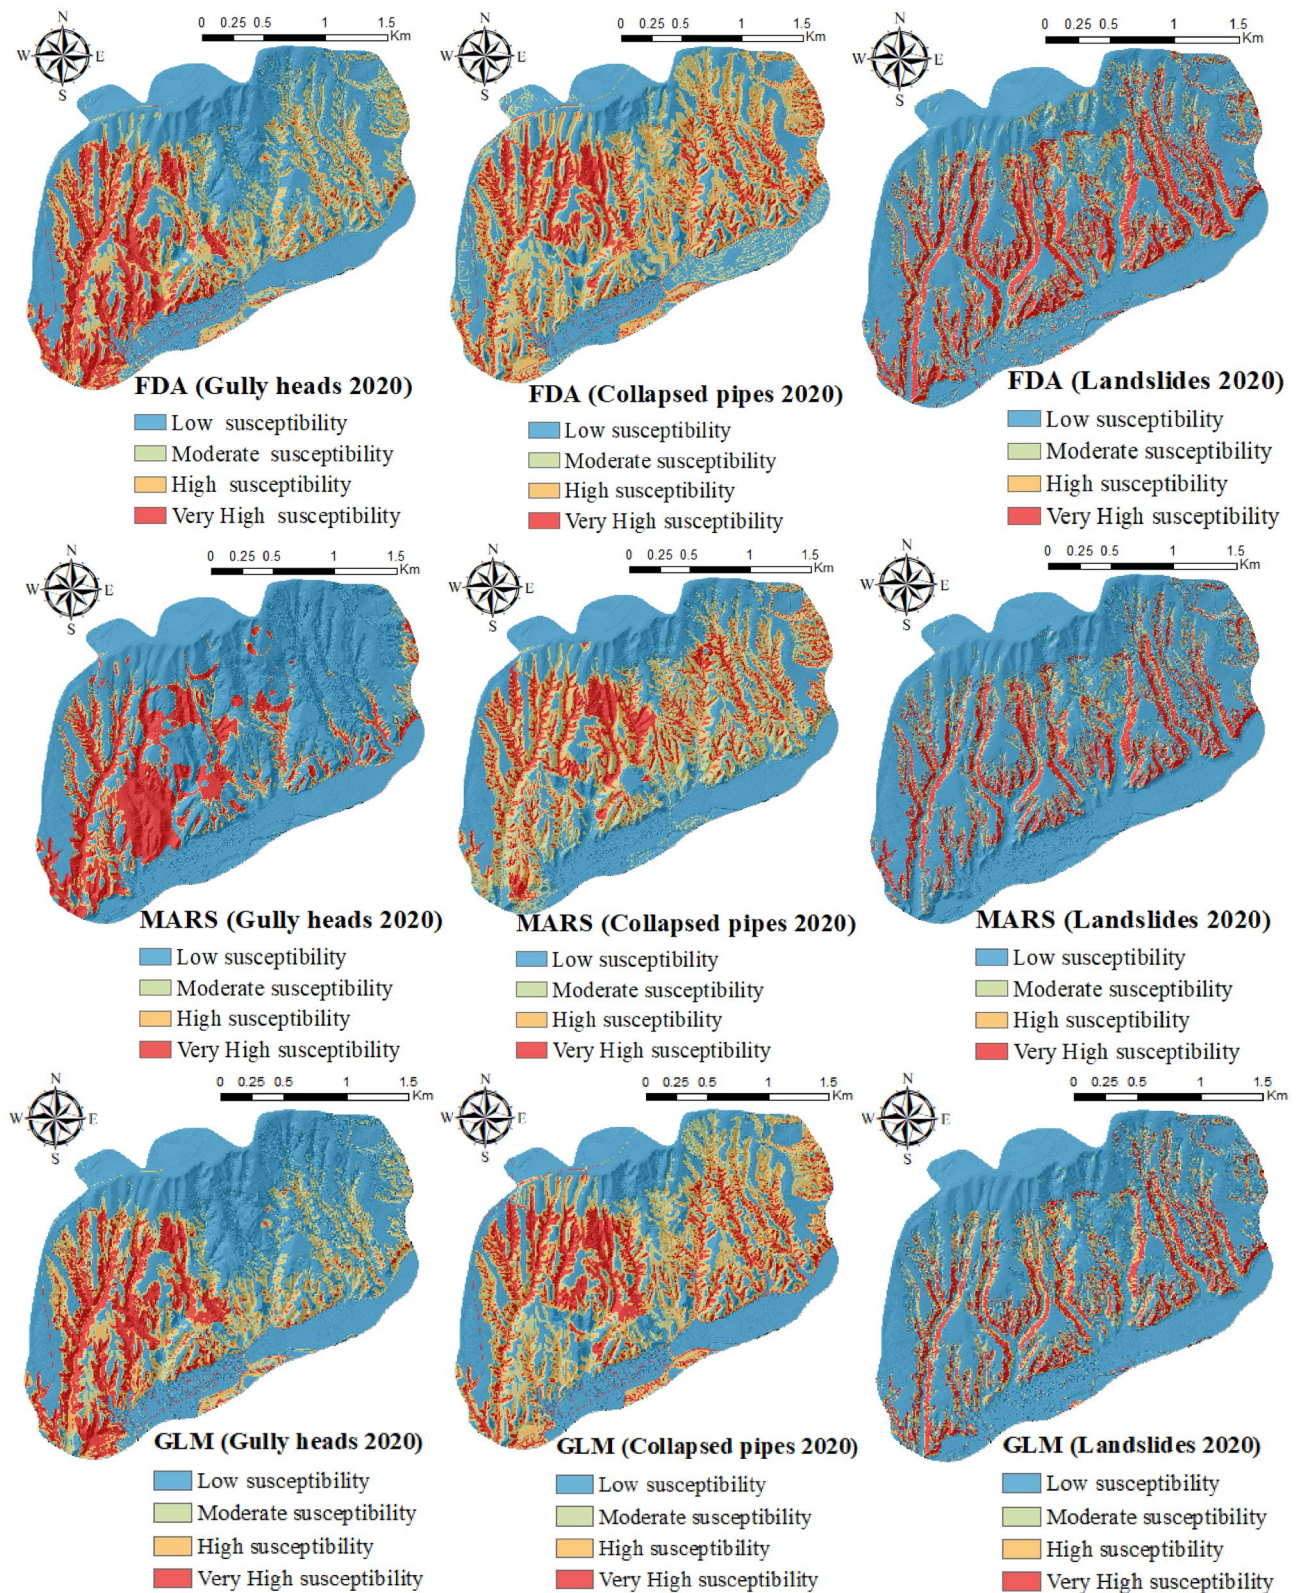 0 0.25 0.5 1 1.5
Km
N
W E
S
0 0.25 0.5 1 1.5
Km
N
W E
S
0 0.25 0.5 1 1.5
Km
N
W E
S
FDA (Gully heads 2020)
Low susceptibility
Moderate susceptibility
High susceptibility
Very High susceptibility
FDA (Collapsed pipes 2020)
Low susceptibility
Moderate susceptibility
High susceptibility
Very High susceptibility
FDA (Landslides 2020)
Low susceptibility
Moderate susceptibility
High susceptibility
Very High susceptibility
0 0.25 0.5 1 1.5
Km
N
W E
S
0 0.25 0.5 1 1.5
Km
N
W E
S
0 0.25 0.5 1 1.5
Km
N
W E
S
MARS (Gully heads 2020)
Low susceptibility
Moderate susceptibility
High susceptibility
Very High susceptibility
MARS (Collapsed pipes 2020)
Low susceptibility
Moderate susceptibility
High susceptibility
Very High susceptibility
MARS (Landslides 2020)
Low susceptibility
Moderate susceptibility
High susceptibility
Very High susceptibility
0 0.25 0.5 1 1.5
Km
N
W E
S
0 0.25 0.5 1 1.5
Km
N
W E
S
0 0.25 0.5 1 1.5
Km
N
W E
S
GLM (Gully heads 2020)
Low susceptibility
Moderate susceptibility
High susceptibility
Very High susceptibility
GLM (Collapsed pipes 2020)
Low susceptibility
Moderate susceptibility
High susceptibility
Very High susceptibility
GLM (Landslides 2020)
Low susceptibility
Moderate susceptibility
High susceptibility
Very High susceptibility